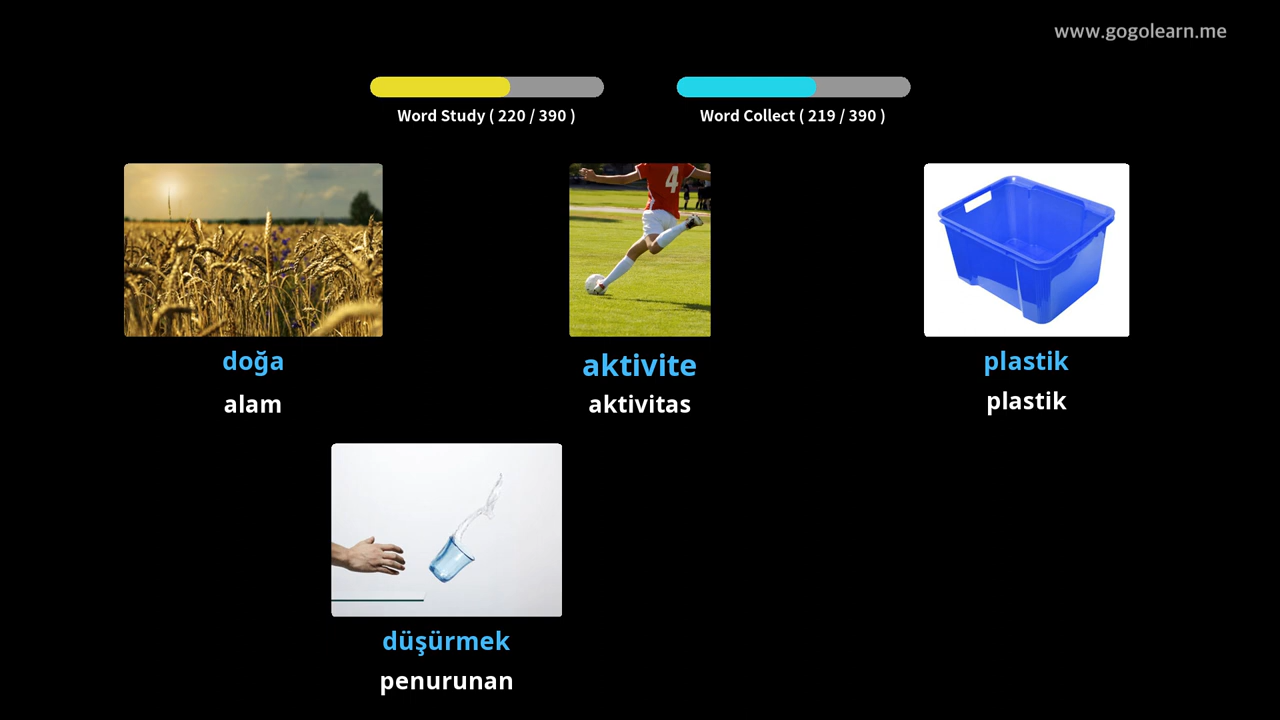 www.gogolearn.me
Word Study ( 220 / 390 )
Word Collect ( 219 / 390 )
4
doğa
alam
aktivite
aktivitas
plastik
plastik
düşürmek
penurunan